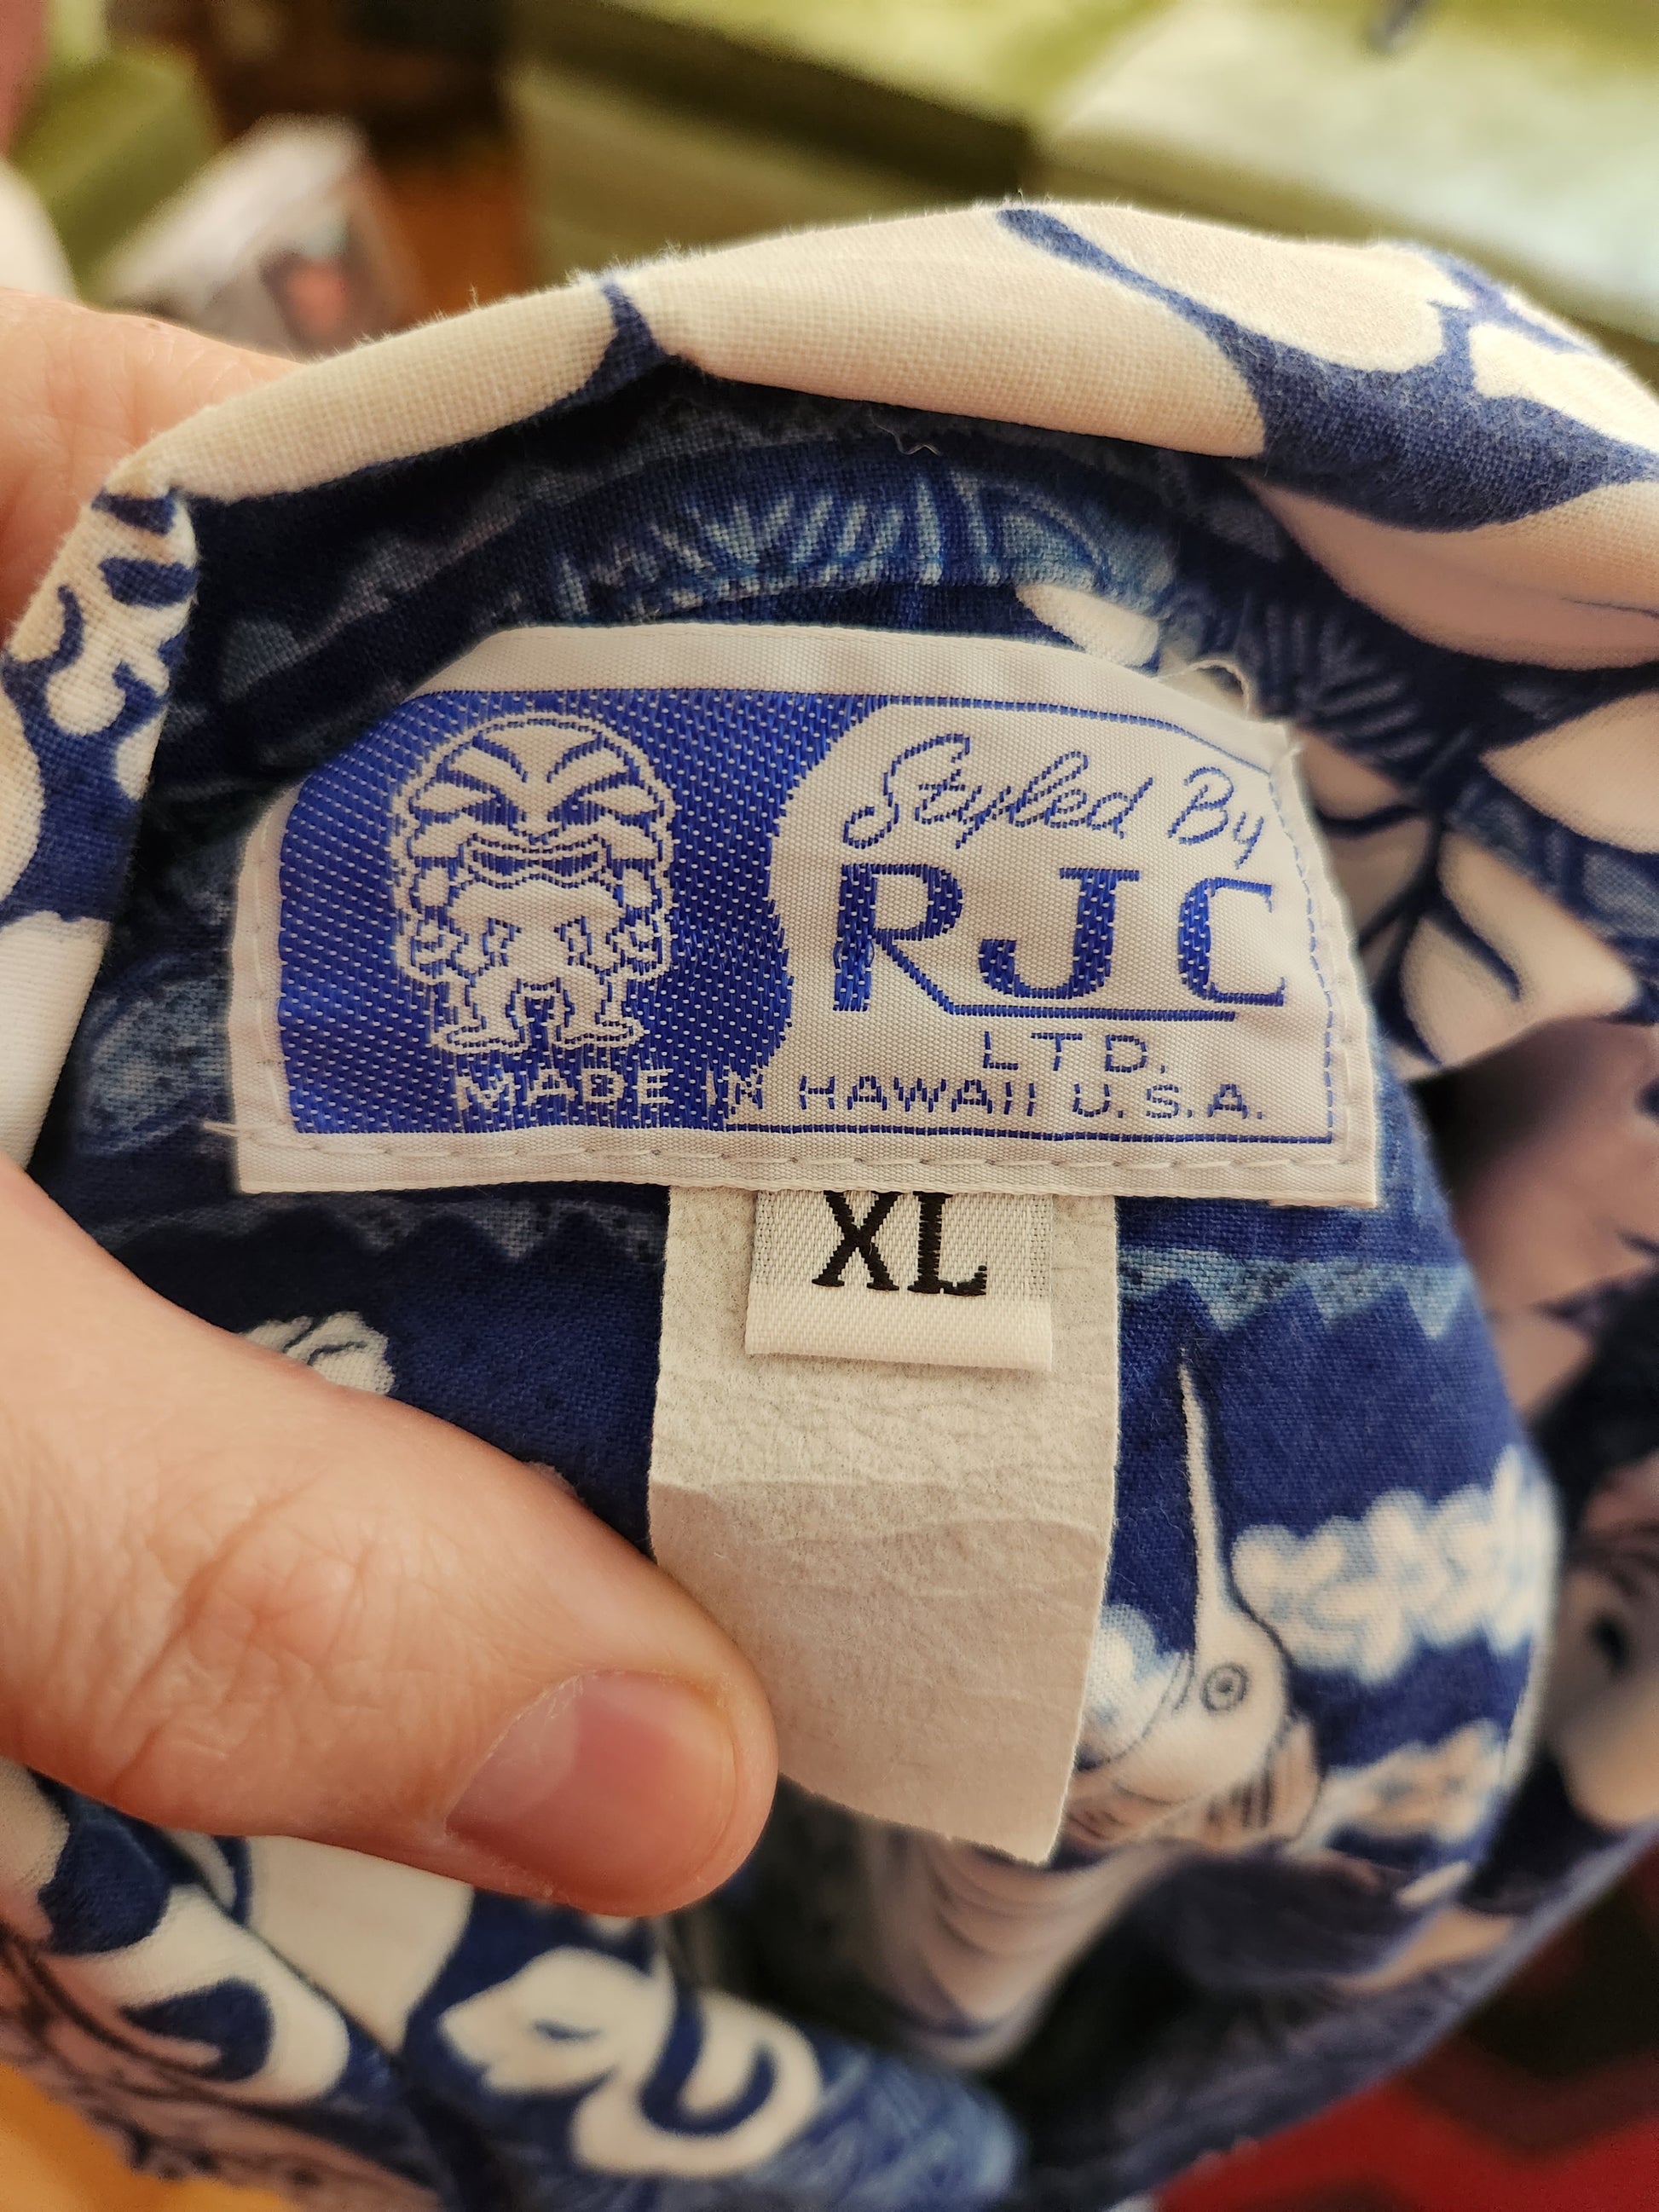 Styled By
RJC
LTD.
MADE IN HAWAII U.S.A.
XL